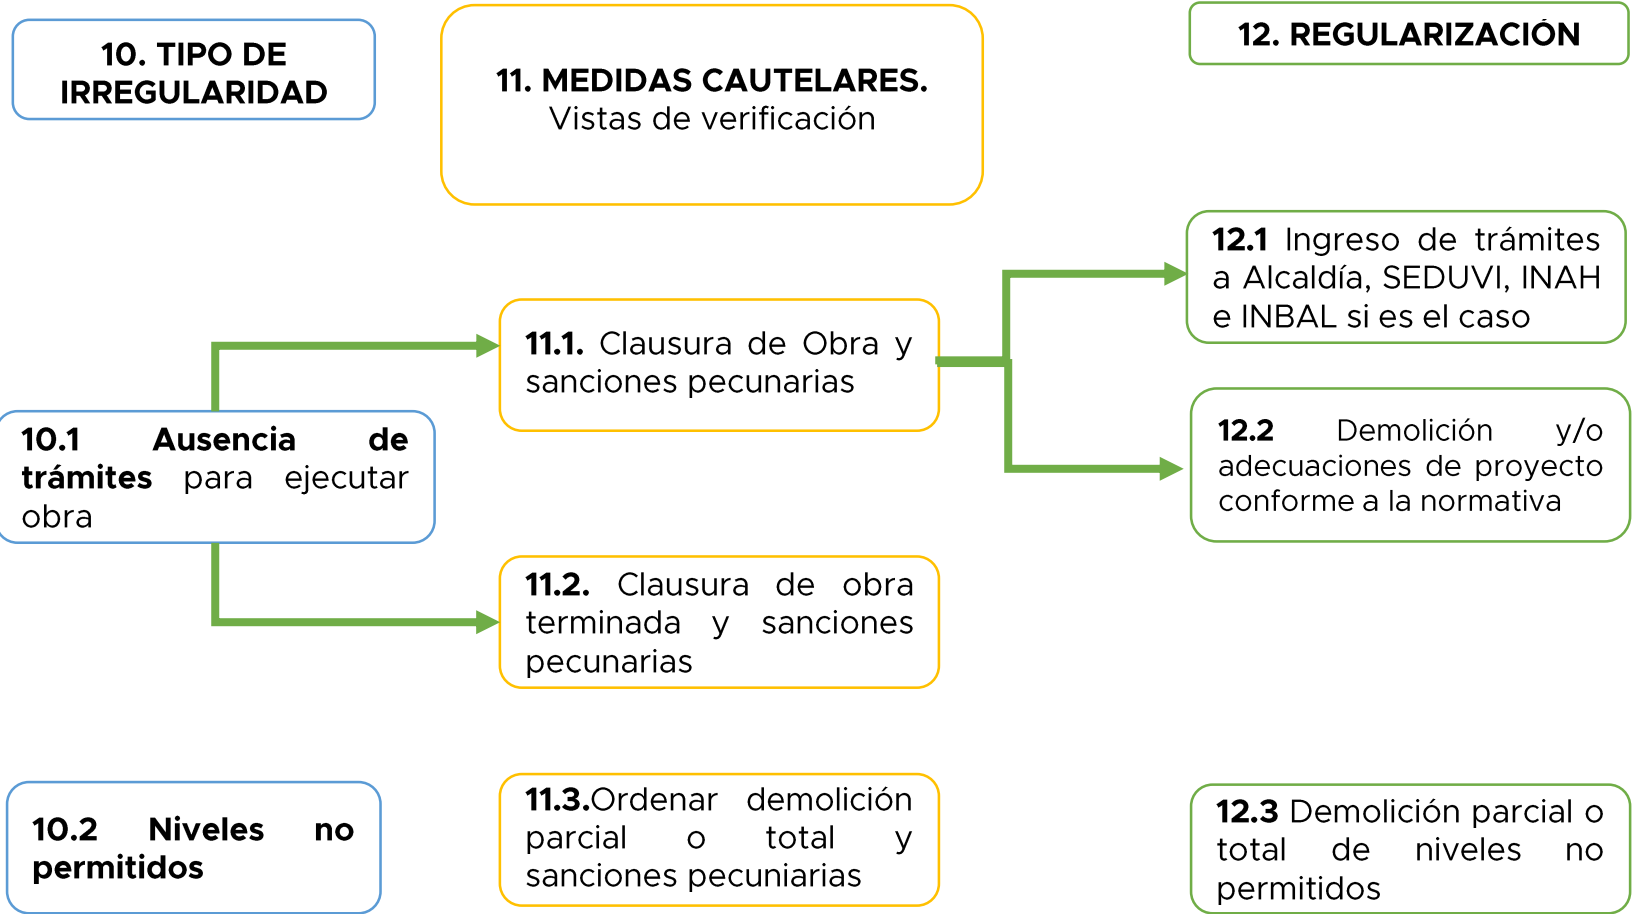 10. TIPO DE
IRREGULARIDAD
11. MEDIDAS CAUTELARES.
Vistas de verificación
12. REGULARIZACIÓN
10.1 Ausencia de
trámites para ejecutar
obra
11.1. Clausura de Obra y
sanciones pecunarias
12.1 Ingreso de trámites
a Alcaldía, SEDUVI, INAH
e INBAL si es el caso
12.2 Demolición y/o
adecuaciones de proyecto
conforme a la normativa
11.2. Clausura de obra
terminada y sanciones
pecunarias
10.2 Niveles no
permitidos
11.3.Ordenar demolición
parcial o total y
sanciones pecuniarias
12.3 Demolición parcial o
total de niveles no
permitidos